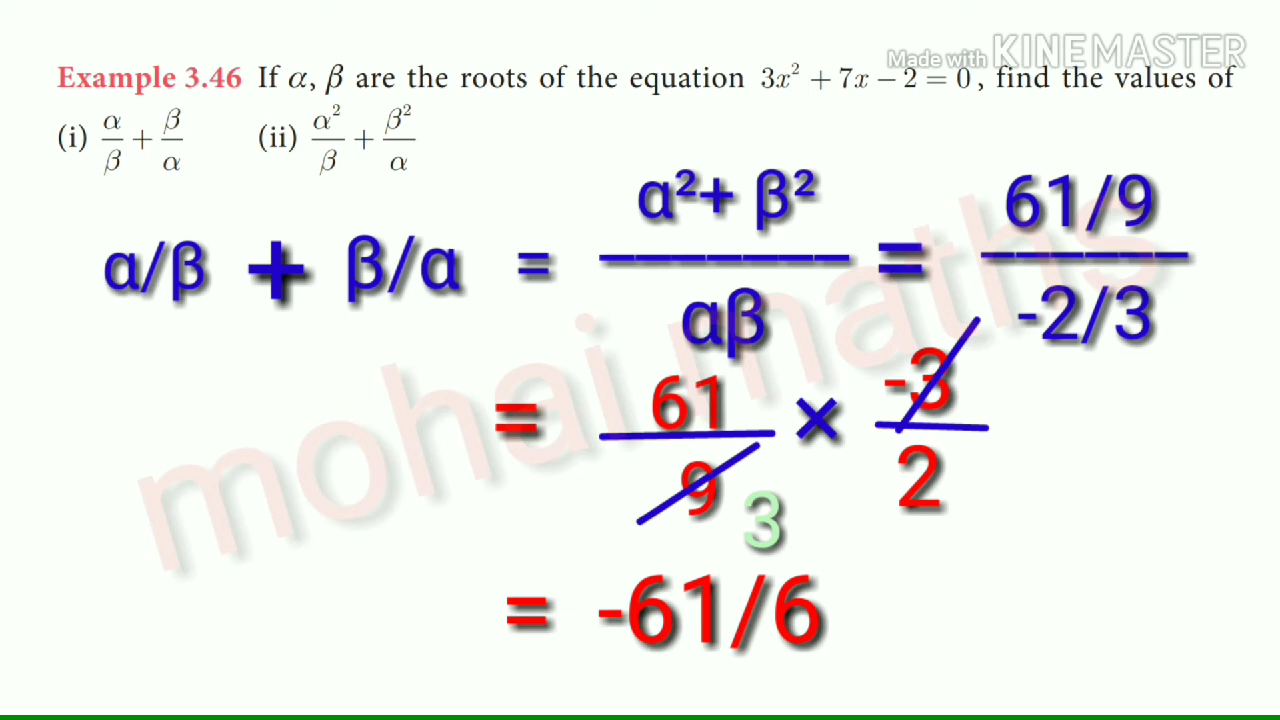 Made with KINEMASTER
Example 3.46 If α, β are the roots of the equation 3x² + 7x − 2 = 0, find the values of
(i) α/β + β/α (ii) α²/β + β²/α
α/β + β/α = α²+ β² / αβ = 61/9 / -2/3
= 61/9 × -3/2
3
= -61/6
mohai maths